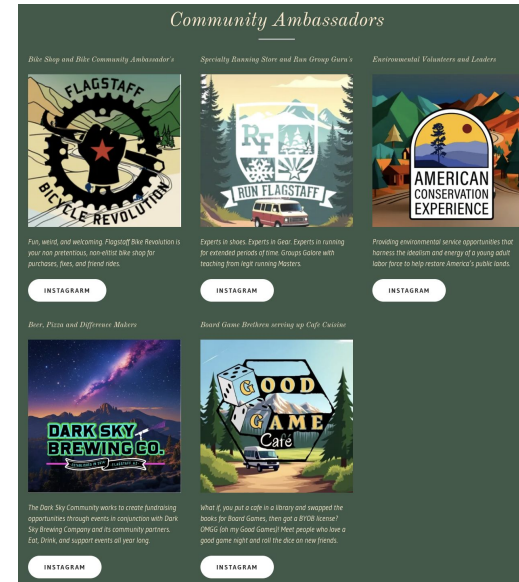 Community Ambassadors
Bike Shop and Bike Community Ambassador's
FLAGSTAFF
BICYCLE REVOLUTION
Fun, weird, and welcoming. Flagstaff Bike Revolution is
your non pretentious, non-elitist bike shop for
purchases, fixes, and friend rides.
INSTAGRARM
Specialty Running Store and Run Group Guru's
RF
RUN FLAGSTAFF
Experts in shoes. Experts in Gear. Experts in running
for extended periods of time. Groups Galore with
teaching from legit running Masters.
INSTAGRAM
Environmental Volunteers and Leaders
AMERICAN
CONSERVATION
EXPERIENCE
Providing environmental service opportunities that
harness the idealism and energy of a young adult
labor force to help restore America's public lands.
INSTAGRAM
Beer, Pizza and Difference Makers
DARK SKY
BREWING CO.
The Dark Sky Community works to create fundraising
opportunities through events in conjunction with Dark
Sky Brewing Company and its community partners.
Eat, Drink, and support events all year long.
INSTAGRAM
Board Game Brethren serving up Cafe Cuisine
GOOD
GAME
Café
What if, you put a cafe in a library and swapped the
books for Board Games, then got a BYOB license?
OMGG (oh my Good Games)! Meet people who love a
good game night and roll the dice on new friends.
INSTAGRAM